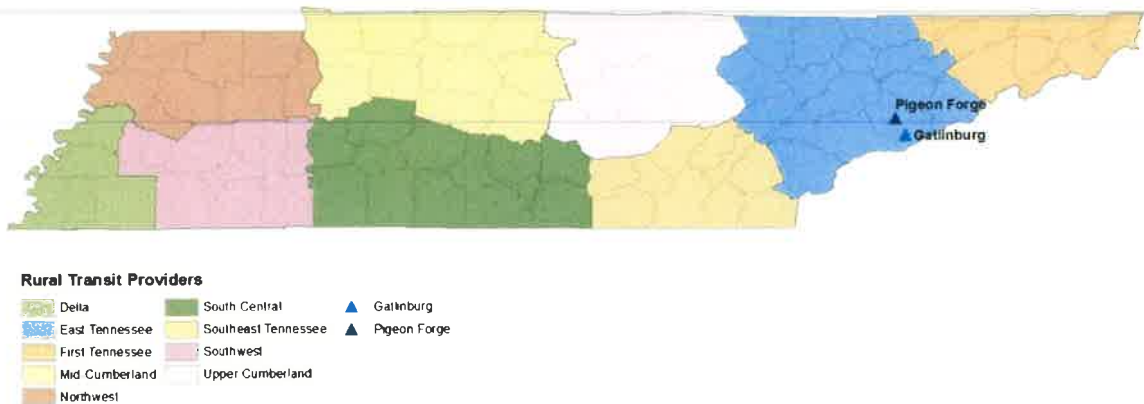 Pigeon Forge
Gatlinburg
Rural Transit Providers
Delta
South Central
Gatlinburg
East Tennessee
Southeast Tennessee
Pigeon Forge
First Tennessee
Southwest
Mid Cumberland
Upper Cumberland
Northwest